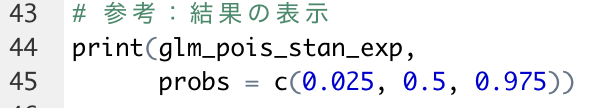 43 # 参考：結果の表示
44 print(glm_pois_stan_exp,
45       probs = c(0.025, 0.5, 0.975))